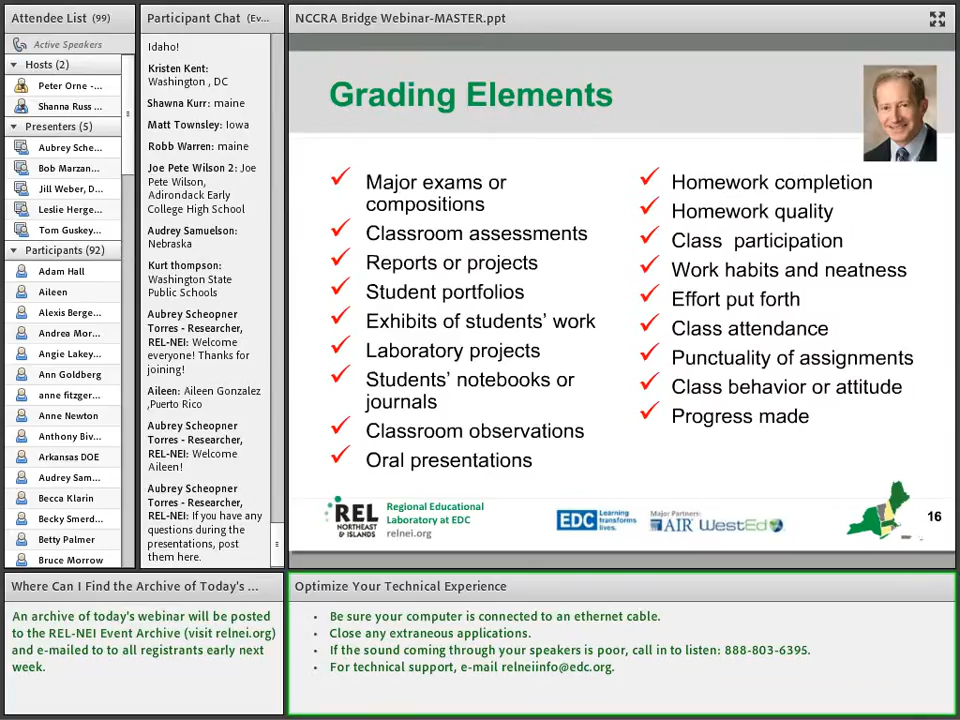 Attendee List (99)
Active Speakers
Hosts (2)
Peter Orne -...
Shanna Russ ...
Presenters (5)
Aubrey Sche...
Bob Marzan...
Jill Weber, D...
Leslie Herge...
Tom Guskey...
Participants (92)
Adam Hall
Aileen
Alexis Berge...
Andrea Mor...
Angie Lakey...
Ann Goldberg
anne fitzger...
Anne Newton
Anthony Biv...
Arkansas DOE
Audrey Sam...
Becca Klarin
Becky Smerd...
Betty Palmer
Bruce Morrow
Participant Chat (Ev...
Idaho!
Kristen Kent:
Washington , DC
Shawna Kurr: maine
Matt Townsley: Iowa
Robb Warren: maine
Joe Pete Wilson 2: Joe
Pete Wilson,
Adirondack Early
College High School
Audrey Samuelson:
Nebraska
Kurt thompson:
Washington State
Public Schools
Aubrey Scheopner
Torres - Researcher,
REL-NEI: Welcome
everyone! Thanks for
joining!
Aileen: Aileen Gonzalez
,Puerto Rico
Aubrey Scheopner
Torres - Researcher,
REL-NEI: Welcome
Aileen!
Aubrey Scheopner
Torres - Researcher,
REL-NEI: If you have any
questions during the
presentations, post
them here.
NCCRA Bridge Webinar-MASTER.ppt
Grading Elements
Major exams or
compositions
Classroom assessments
Reports or projects
Student portfolios
Exhibits of students' work
Laboratory projects
Students' notebooks or
journals
Classroom observations
Oral presentations
Homework completion
Homework quality
Class participation
Work habits and neatness
Effort put forth
Class attendance
Punctuality of assignments
Class behavior or attitude
Progress made
REL
NORTHEAST
& ISLANDS
Regional Educational
Laboratory at EDC
relnei.org
EDC Learning
transforms
lives.
Major Partners:
AIR WestEd
16
Where Can I Find the Archive of Today's ...
An archive of today's webinar will be posted
to the REL-NEI Event Archive (visit relnei.org)
and e-mailed to to all registrants early next
week.
Optimize Your Technical Experience
• Be sure your computer is connected to an ethernet cable.
• Close any extraneous applications.
• If the sound coming through your speakers is poor, call in to listen: 888-803-6395.
• For technical support, e-mail relneiinfo@edc.org.